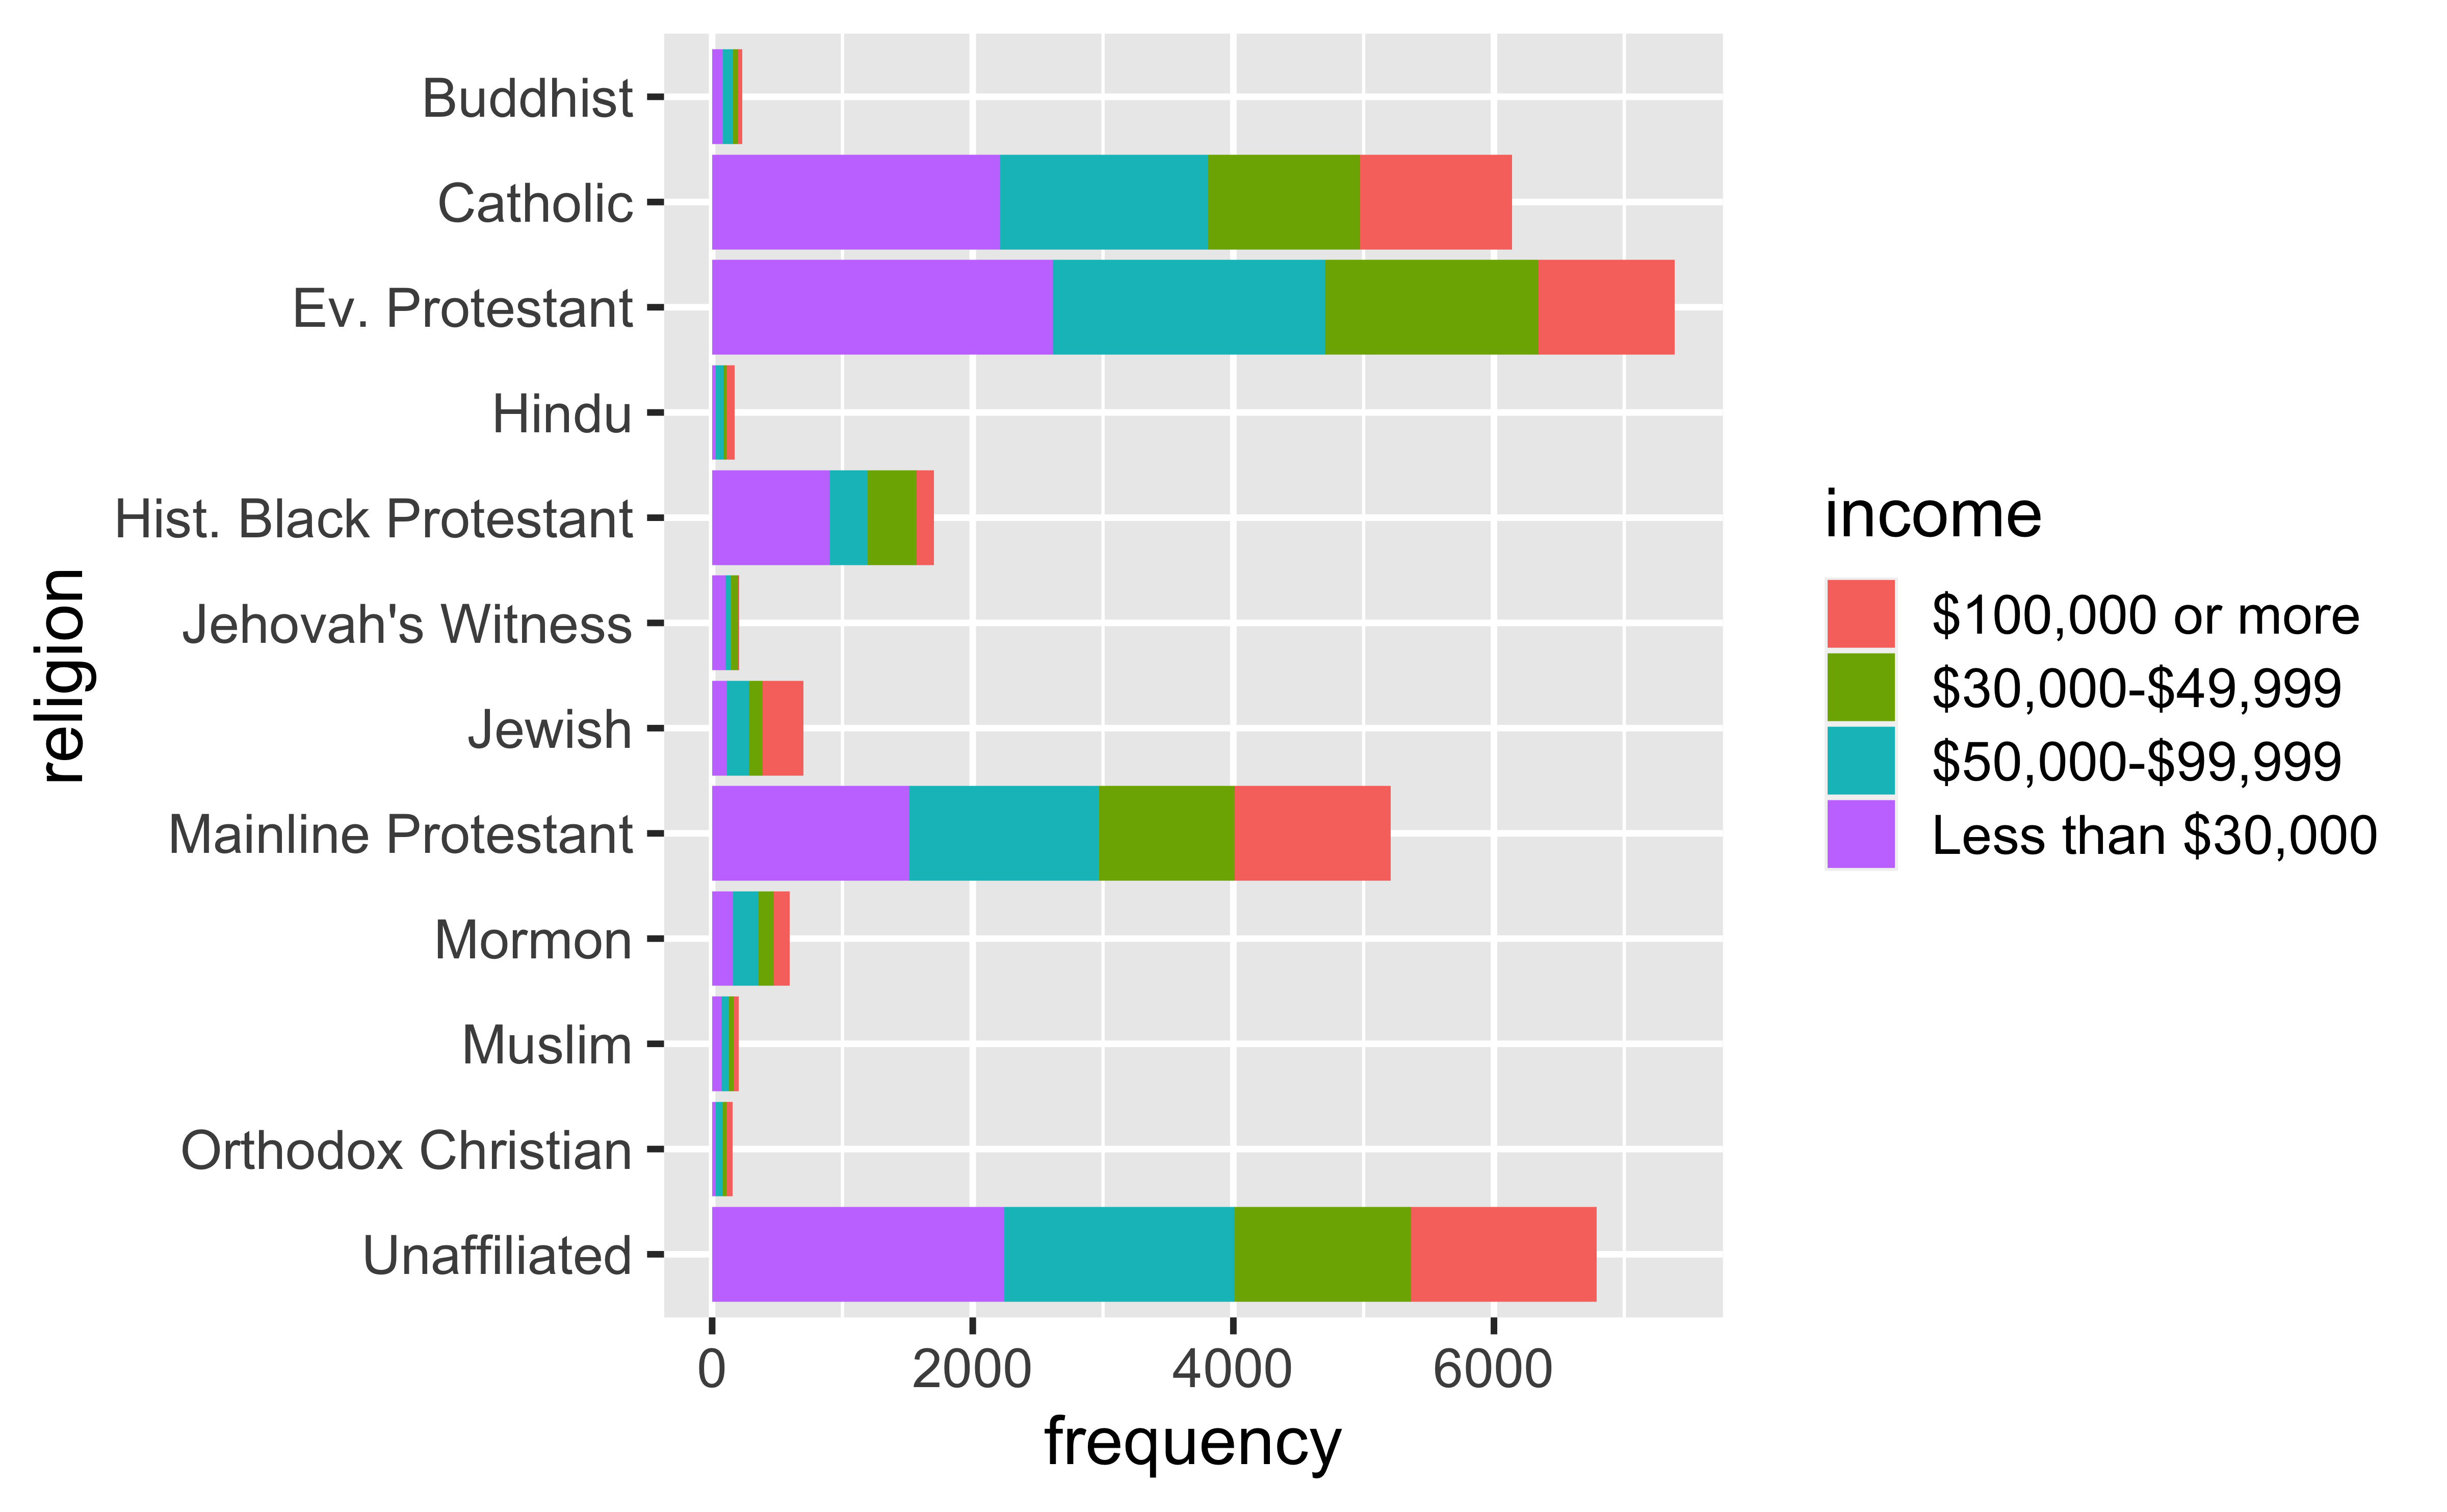 Buddhist
Catholic
Ev. Protestant
Hindu
Hist. Black Protestant
Jehovah's Witness
Jewish
Mainline Protestant
Mormon
Muslim
Orthodox Christian
Unaffiliated
religion
0 2000 4000 6000
frequency
income
$100,000 or more
$30,000-$49,999
$50,000-$99,999
Less than $30,000